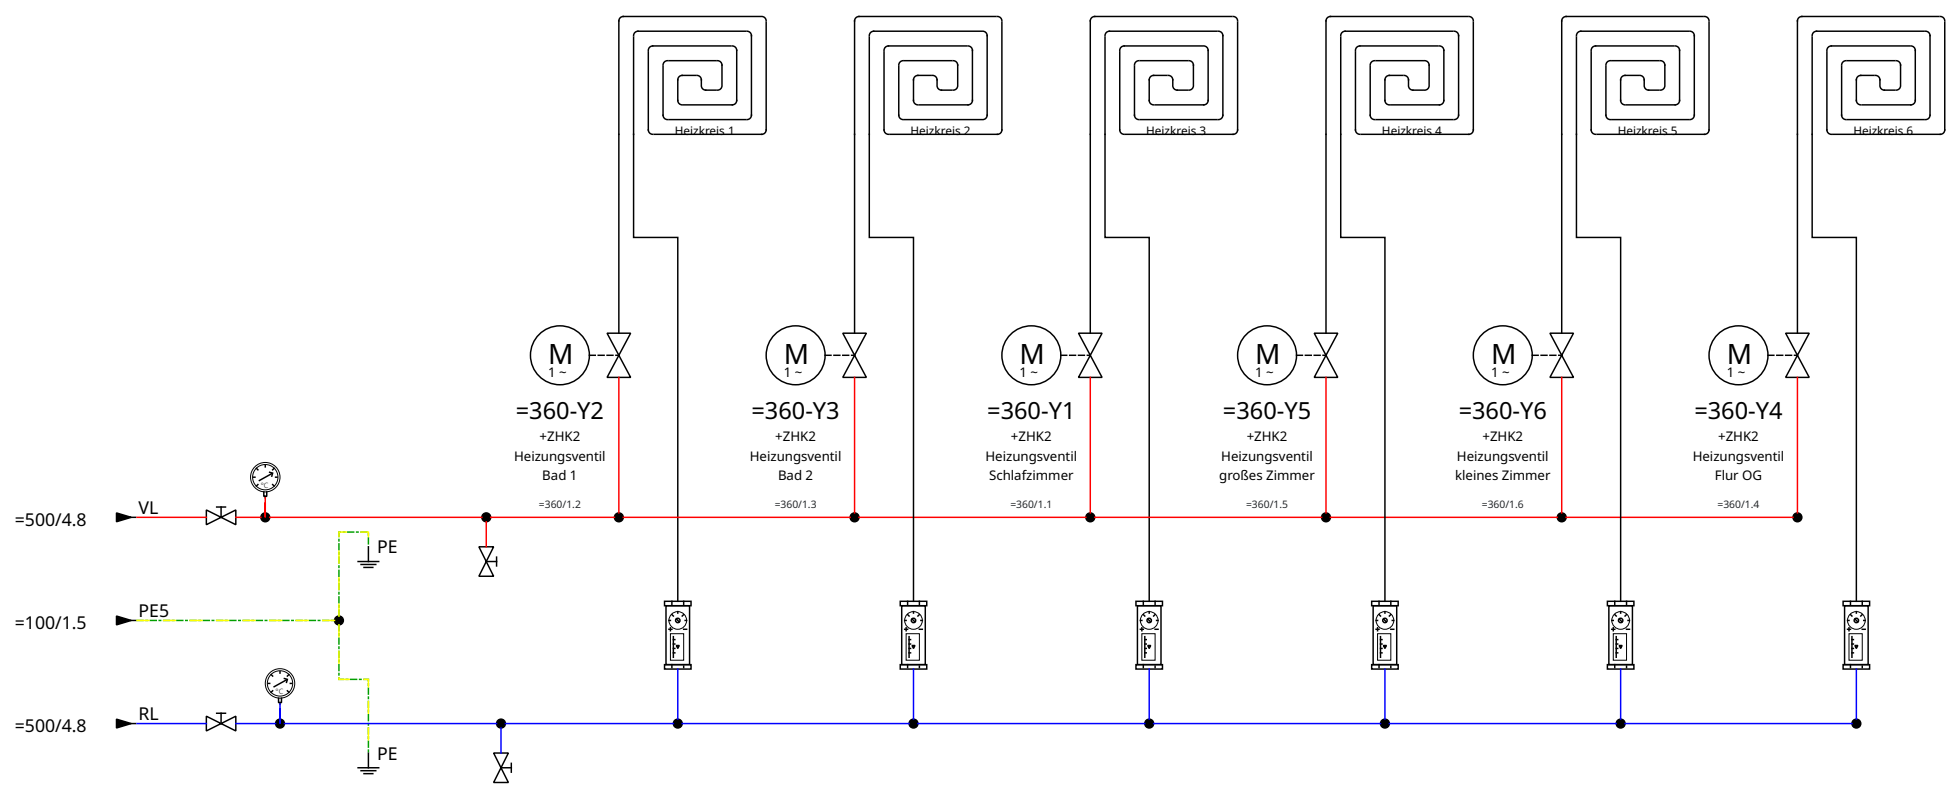 Heizkreis 1
Heizkreis 2
Heizkreis 3
Heizkreis 4
Heizkreis 5
Heizkreis 6
M
1 ~
=360-Y2
+ZHK2
Heizungsventil
Bad 1
=360/1.2
M
1 ~
=360-Y3
+ZHK2
Heizungsventil
Bad 2
=360/1.3
M
1 ~
=360-Y1
+ZHK2
Heizungsventil
Schlafzimmer
=360/1.1
M
1 ~
=360-Y5
+ZHK2
Heizungsventil
großes Zimmer
=360/1.5
M
1 ~
=360-Y6
+ZHK2
Heizungsventil
kleines Zimmer
=360/1.6
M
1 ~
=360-Y4
+ZHK2
Heizungsventil
Flur OG
=360/1.4
°C
=500/4.8
VL
PE
=100/1.5
PE5
°C
=500/4.8
RL
PE